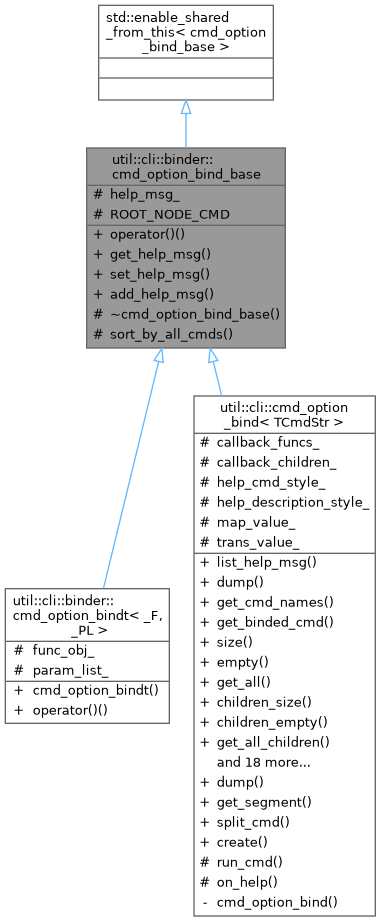 std::enable_shared
_from_this< cmd_option
_bind_base >
util::cli::binder::
cmd_option_bind_base
# help_msg_
# ROOT_NODE_CMD
+ operator()()
+ get_help_msg()
+ set_help_msg()
+ add_help_msg()
# ~cmd_option_bind_base()
# sort_by_all_cmds()
util::cli::binder::
cmd_option_bindt< _F,
_PL >
# func_obj_
# param_list_
+ cmd_option_bindt()
+ operator()()
util::cli::cmd_option
_bind< TCmdStr >
# callback_funcs_
# callback_children_
# help_cmd_style_
# help_description_style_
# map_value_
# trans_value_
+ list_help_msg()
+ dump()
+ get_cmd_names()
+ get_binded_cmd()
+ size()
+ empty()
+ get_all()
+ children_size()
+ children_empty()
+ get_all_children()
and 18 more...
+ dump()
+ get_segment()
+ split_cmd()
+ create()
# run_cmd()
# on_help()
- cmd_option_bind()